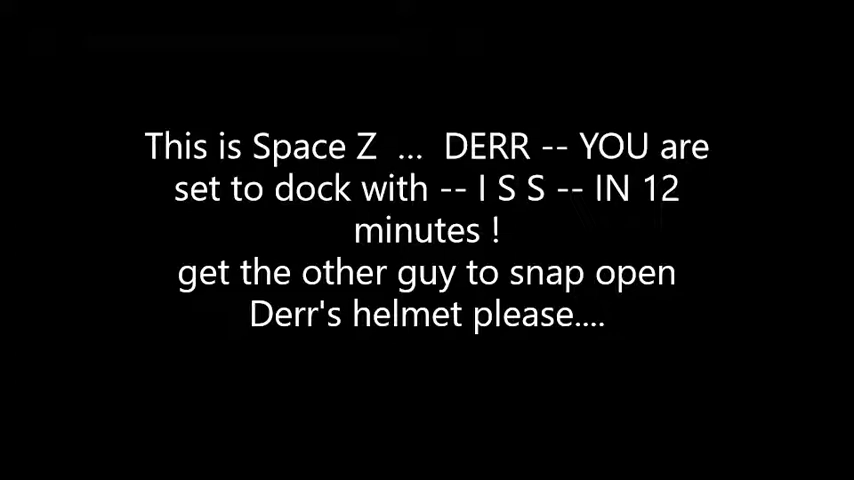 This is Space Z  ...  DERR -- YOU are
set to dock with -- I S S -- IN 12
minutes !
get the other guy to snap open
Derr's helmet please....